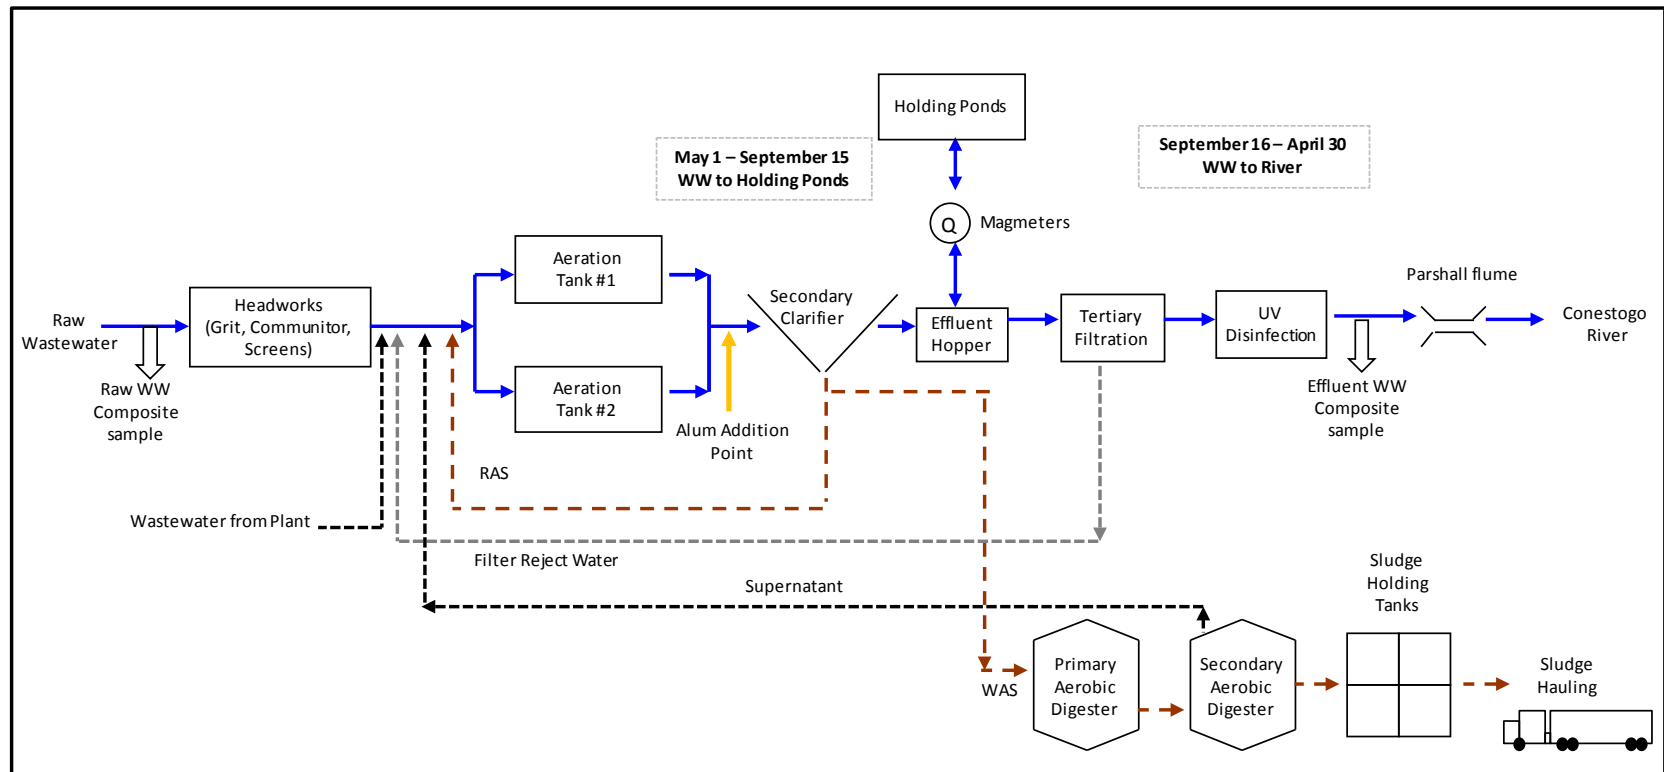 Holding Ponds
May 1 – September 15
WW to Holding Ponds
September 16 – April 30
WW to River
Q
Magmeters
Aeration
Tank #1
Raw
Wastewater
Headworks
(Grit, Communitor,
Screens)
Secondary
Clarifier
Effluent
Hopper
Tertiary
Filtration
UV
Disinfection
Parshall flume
Conestogo
River
Raw WW
Composite
sample
Aeration
Tank #2
Alum Addition
Point
Effluent WW
Composite
sample
RAS
Wastewater from Plant
Filter Reject Water
Supernatant
Sludge
Holding
Tanks
WAS
Primary
Aerobic
Digester
Secondary
Aerobic
Digester
Sludge
Hauling